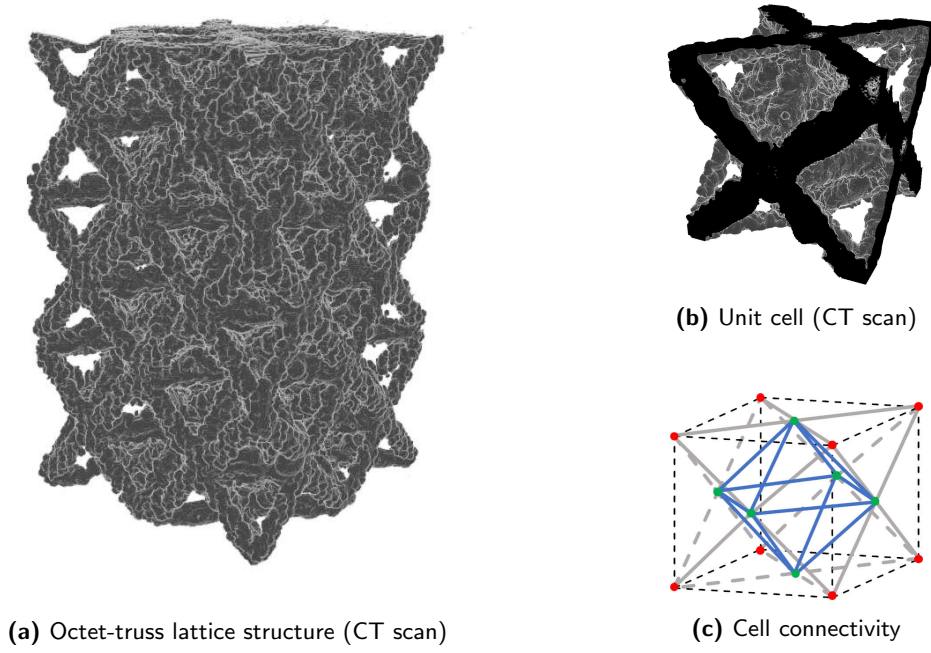 (b) Unit cell (CT scan)
(a) Octet-truss lattice structure (CT scan)
(c) Cell connectivity